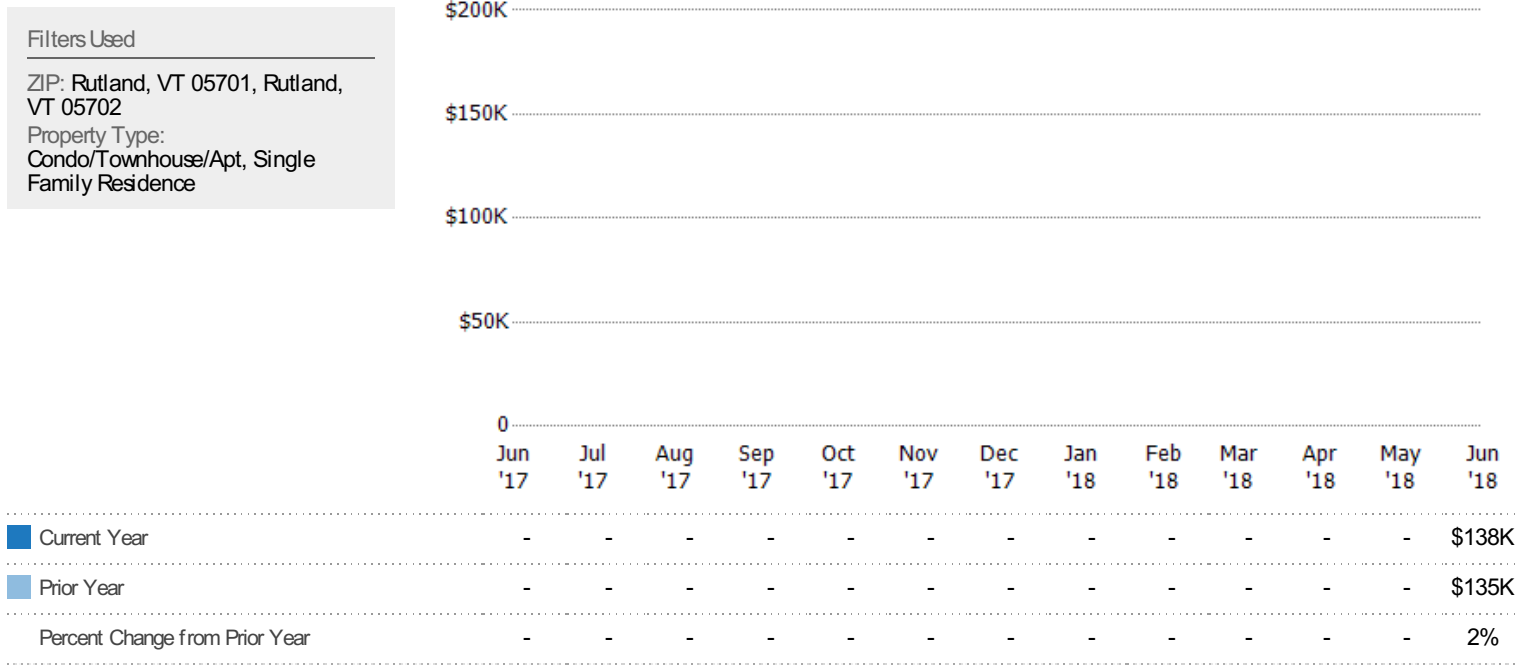 Filters Used
ZIP: Rutland, VT 05701, Rutland,
VT 05702
Property Type:
Condo/Townhouse/Apt, Single
Family Residence
$200K
$150K
$100K
$50K
0
Jun Jul Aug Sep Oct Nov Dec Jan Feb Mar Apr May Jun
'17 '17 '17 '17 '17 '17 '17 '18 '18 '18 '18 '18 '18
Current Year - - - - - - - - - - - - $138K
Prior Year - - - - - - - - - - - - $135K
Percent Change from Prior Year - - - - - - - - - - - - 2%